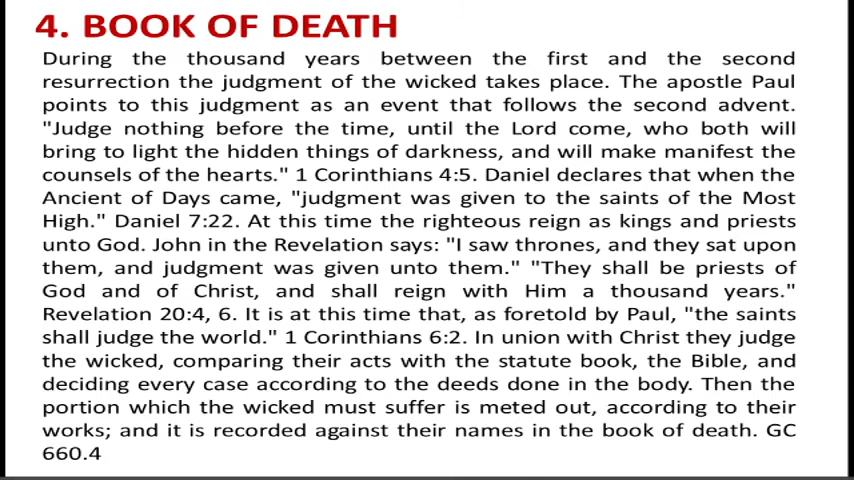 4. BOOK OF DEATH
During the thousand years between the first and the second
resurrection the judgment of the wicked takes place. The apostle Paul
points to this judgment as an event that follows the second advent.
"Judge nothing before the time, until the Lord come, who both will
bring to light the hidden things of darkness, and will make manifest the
counsels of the hearts." 1 Corinthians 4:5. Daniel declares that when the
Ancient of Days came, "judgment was given to the saints of the Most
High." Daniel 7:22. At this time the righteous reign as kings and priests
unto God. John in the Revelation says: "I saw thrones, and they sat upon
them, and judgment was given unto them." "They shall be priests of
God and of Christ, and shall reign with Him a thousand years."
Revelation 20:4, 6. It is at this time that, as foretold by Paul, "the saints
shall judge the world." 1 Corinthians 6:2. In union with Christ they judge
the wicked, comparing their acts with the statute book, the Bible, and
deciding every case according to the deeds done in the body. Then the
portion which the wicked must suffer is meted out, according to their
works; and it is recorded against their names in the book of death. GC
660.4